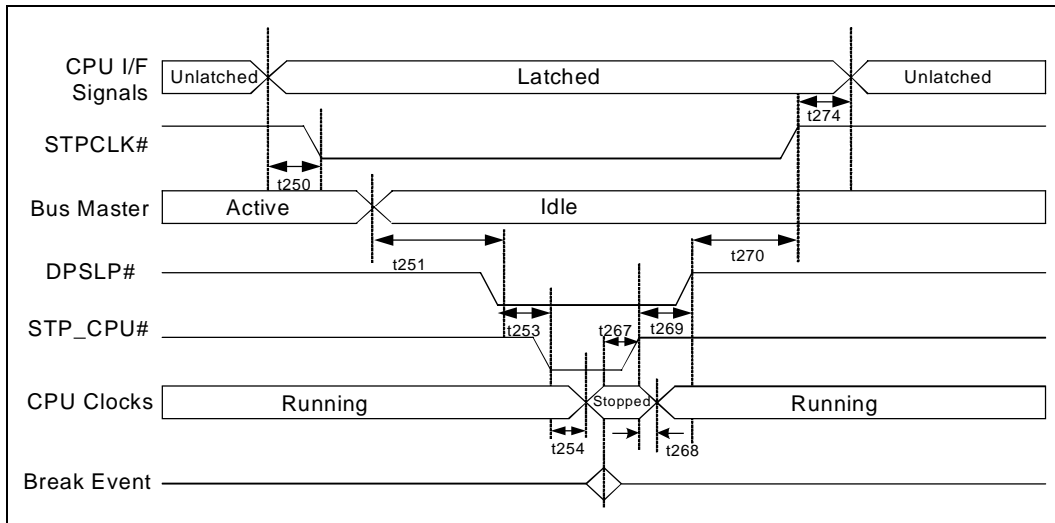 CPU I/F
Signals
Unlatched
Latched
Unlatched
t274
STPCLK#
t250
Bus Master
Active
Idle
t251
t270
DPSLP#
t253
t267
t269
STP_CPU#
CPU Clocks
Running
Stopped
Running
t254
t268
Break Event